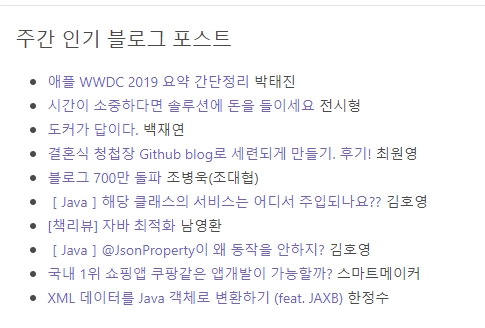 주간 인기 블로그 포스트
애플 WWDC 2019 요약 간단정리 박태진
시간이 소중하다면 솔루션에 돈을 들이세요 전시형
도커가 답이다. 백재연
결혼식 청첩장 Github blog로 세련되게 만들기. 후기! 최원영
블로그 700만 돌파 조병욱(조대협)
[ Java ] 해당 클래스의 서비스는 어디서 주입되나요?? 김호영
[책리뷰] 자바 최적화 남영환
[ Java ] @JsonProperty이 왜 동작을 안하지? 김호영
국내 1위 쇼핑앱 쿠팡같은 앱개발이 가능할까? 스마트메이커
XML 데이터를 Java 객체로 변환하기 (feat. JAXB) 한정수